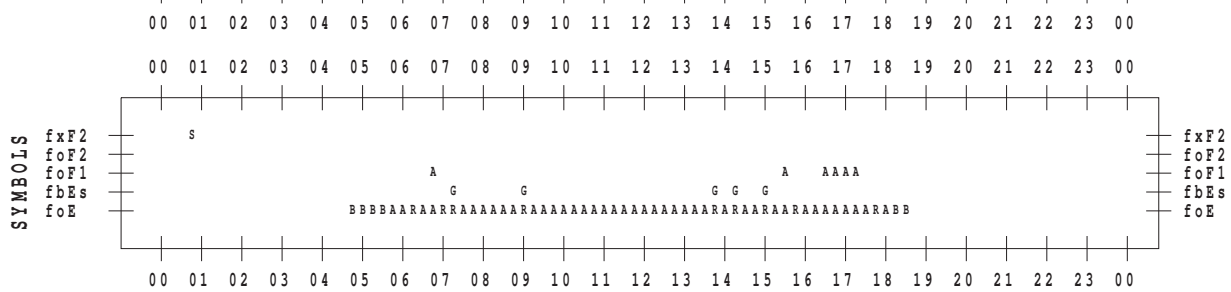 00 01 02 03 04 05 06 07 08 09 10 11 12 13 14 15 16 17 18 19 20 21 22 23 00
00 01 02 03 04 05 06 07 08 09 10 11 12 13 14 15 16 17 18 19 20 21 22 23 00
SYMBOLS
fxF2 S fxF2
foF2 foF2
foF1 A A AAAA foF1
fbEs G G G G G fbEs
foE BBBBAARAARRAAAAAARAAAAAAAAAAAAAAAAAARARAARAARAAAAAAARABB foE
00 01 02 03 04 05 06 07 08 09 10 11 12 13 14 15 16 17 18 19 20 21 22 23 00